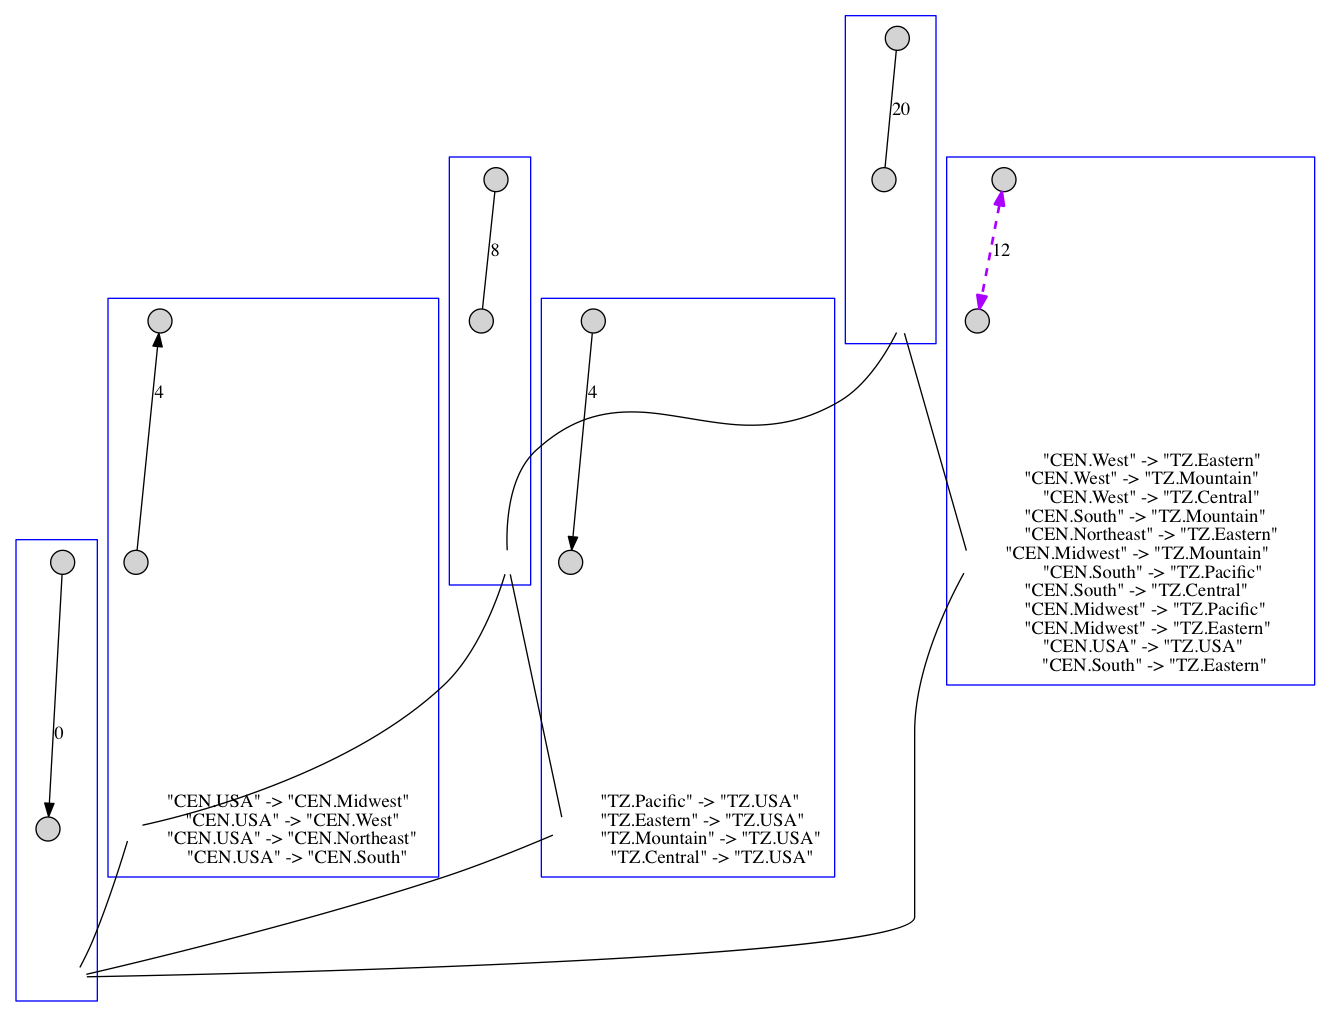 20
8
12
4
4
"CEN.West" -> "TZ.Eastern"
"CEN.West" -> "TZ.Mountain"
"CEN.West" -> "TZ.Central"
"CEN.South" -> "TZ.Mountain"
"CEN.Northeast" -> "TZ.Eastern"
"CEN.Midwest" -> "TZ.Mountain"
"CEN.South" -> "TZ.Pacific"
"CEN.South" -> "TZ.Central"
"CEN.Midwest" -> "TZ.Pacific"
"CEN.Midwest" -> "TZ.Eastern"
"CEN.USA" -> "TZ.USA"
"CEN.South" -> "TZ.Eastern"
0
"CEN.USA" -> "CEN.Midwest"
"CEN.USA" -> "CEN.West"
"CEN.USA" -> "CEN.Northeast"
"CEN.USA" -> "CEN.South"
"TZ.Pacific" -> "TZ.USA"
"TZ.Eastern" -> "TZ.USA"
"TZ.Mountain" -> "TZ.USA"
"TZ.Central" -> "TZ.USA"